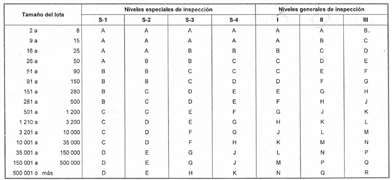 Tamaño del lote Niveles especiales de inspección Niveles generales de inspección
S-1 S-2 S-3 S-4 I II III
2 a 8 A A A A A A B
9 a 15 A A A A A B C
16 a 25 A A B B B C D
26 a 50 A B B C C D E
51 a 90 B B C C C E F
91 a 150 B B C D D F G
151 a 280 B C D E E G H
281 a 500 B C D E F H J
501 a 1 200 C C E F G J K
1 210 a 3 200 C D E G H K L
3 201 a 10 000 C D F G J L M
10 001 a 35 000 C D F H K M N
35 001 a 150 000 D E G J L N P
150 001 a 500 000 D E G J M P Q
500 001 ó más D E H K N Q R